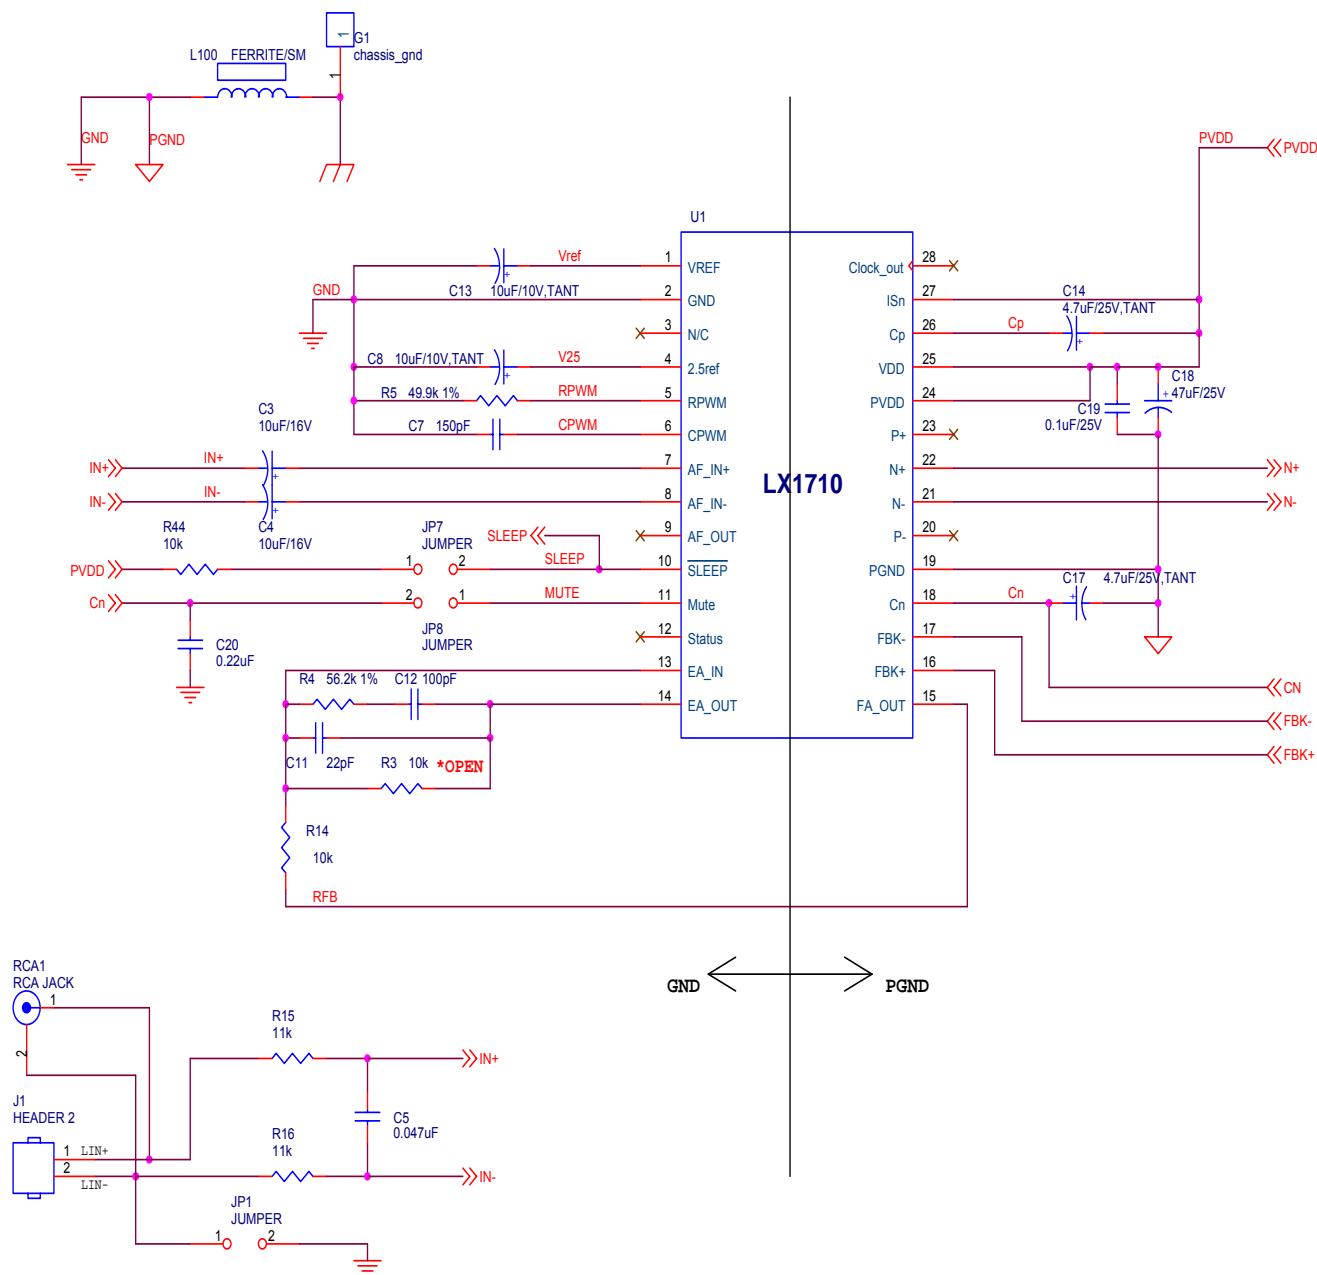 1
G1
L100 FERRITE/SM
chassis_gnd
1
GND
PGND
PVDD
PVDD
U1
Vref
1
VREF
Clock_out
28
C13 10uF/10V,TANT
GND
2
GND
ISn
27
C14
4.7uF/25V,TANT
3
N/C
Cp
26
Cp
C8 10uF/10V,TANT
V25
4
2.5ref
VDD
25
C18
47uF/25V
R5 49.9k 1%
RPWM
5
RPWM
PVDD
24
C19
0.1uF/25V
C3
10uF/16V
C7 150pF
CPWM
6
CPWM
P+
23
IN+
IN+
7
AF_IN+
N+
22
N+
LX1710
IN-
IN-
8
AF_IN-
N-
21
N-
C4
10uF/16V
R44
10k
JP7
JUMPER
SLEEP
9
AF_OUT
P-
20
PVDD
1
2
SLEEP
10
SLEEP
PGND
19
C17 4.7uF/25V,TANT
Cn
2
1
MUTE
11
Mute
Cn
18
Cn
JP8
JUMPER
C20
0.22uF
12
Status
FBK-
17
13
EA_IN
FBK+
16
R4 56.2k 1%
C12 100pF
CN
14
EA_OUT
FA_OUT
15
FBK-
C11 22pF
R3 10k *OPEN
FBK+
R14
10k
RFB
GND
PGND
RCA1
RCA JACK
1
2
R15
11k
IN+
J1
HEADER 2
C5
0.047uF
R16
11k
1 LIN+
2
LIN-
IN-
JP1
JUMPER
1
2